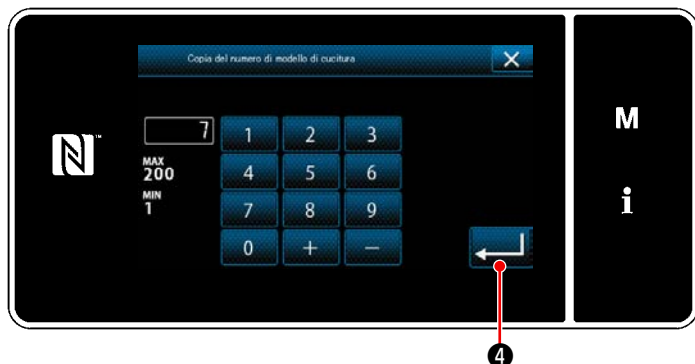 Copia del numero di modello di cucitura
7
MAX
200
MIN
1
1 2 3
4 5 6
7 8 9
0 + −
M
i
4